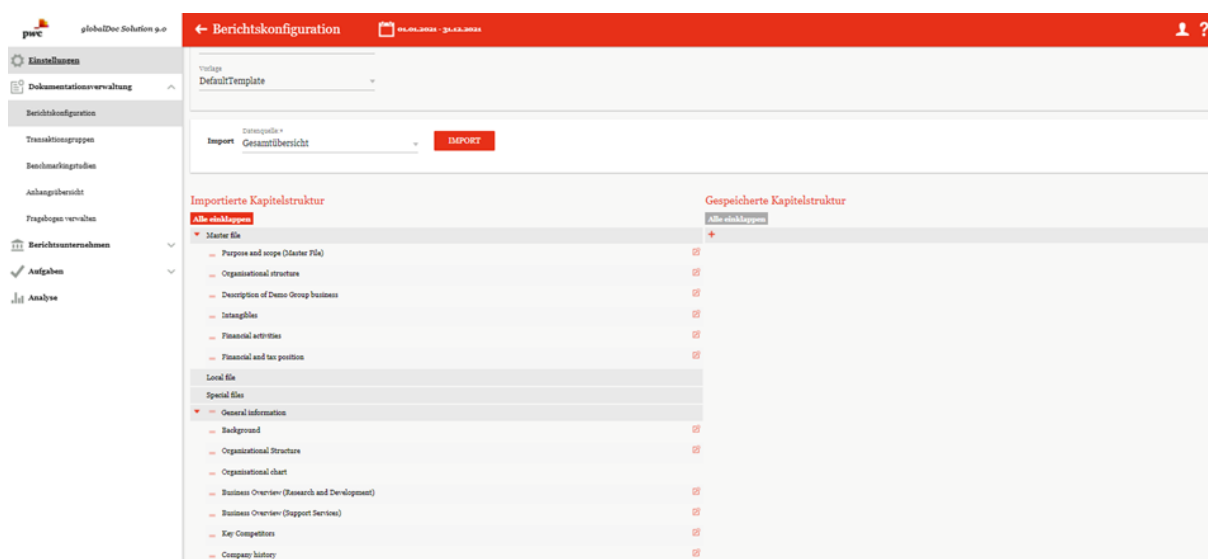 pwc
globalDoc Solution 9.0
← Berichtskonfiguration
01.01.2021 - 31.12.2021
?
Einstellungen
Dokumentationsverwaltung
Berichtskonfiguration
Transaktionsgruppen
Benchmarkingstudien
Anhangsübersicht
Fragebogen verwalten
Berichtsunternehmen
Aufgaben
Analyse
Vorlage
DefaultTemplate
Import
Datenquelle *
Gesamtübersicht
IMPORT
Importierte Kapitelstruktur
Alle einklappen
Master file
Purpose and scope (Master File)
Organisational structure
Description of Demo Group business
Intangibles
Financial activities
Financial and tax position
Local file
Special files
General information
Background
Organizational Structure
Organisational chart
Business Overview (Research and Development)
Business Overview (Support Services)
Key Competitors
Company history
Gespeicherte Kapitelstruktur
Alle einklappen
+